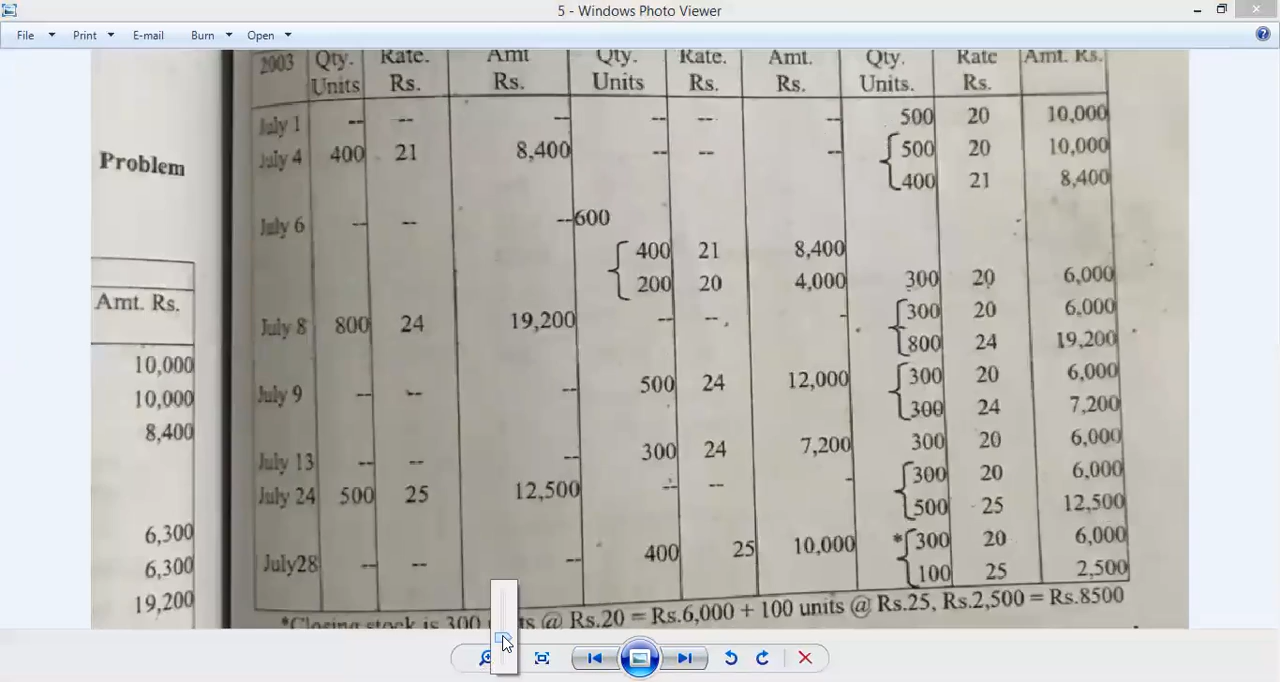 5 - Windows Photo Viewer
File Print E-mail Burn Open
2003 Qty. Rate. Amt Qty. Rate. Amt. Qty. Rate Amt. Rs.
Units Rs. Rs. Units Rs. Rs. Units. Rs.
July 1 -- -- -- -- -- -- 500 20 10,000
July 4 400 21 8,400 -- -- -- 500 20 10,000
400 21 8,400
July 6 -- -- --600
400 21 8,400
200 20 4,000 300 20 6,000
July 8 800 24 19,200 -- -- - 300 20 6,000
800 24 19,200
July 9 -- -- -- 500 24 12,000 300 20 6,000
300 24 7,200
July 13 -- -- -- 300 24 7,200 300 20 6,000
July 24 500 25 12,500 -- -- - 300 20 6,000
500 25 12,500
July28 -- -- -- 400 25 10,000 *300 20 6,000
100 25 2,500
*Closing stock is 300 ts @ Rs.20 = Rs.6,000 + 100 units @ Rs.25, Rs.2,500 = Rs.8500
Problem
Amt. Rs.
10,000
10,000
8,400
6,300
6,300
19,200